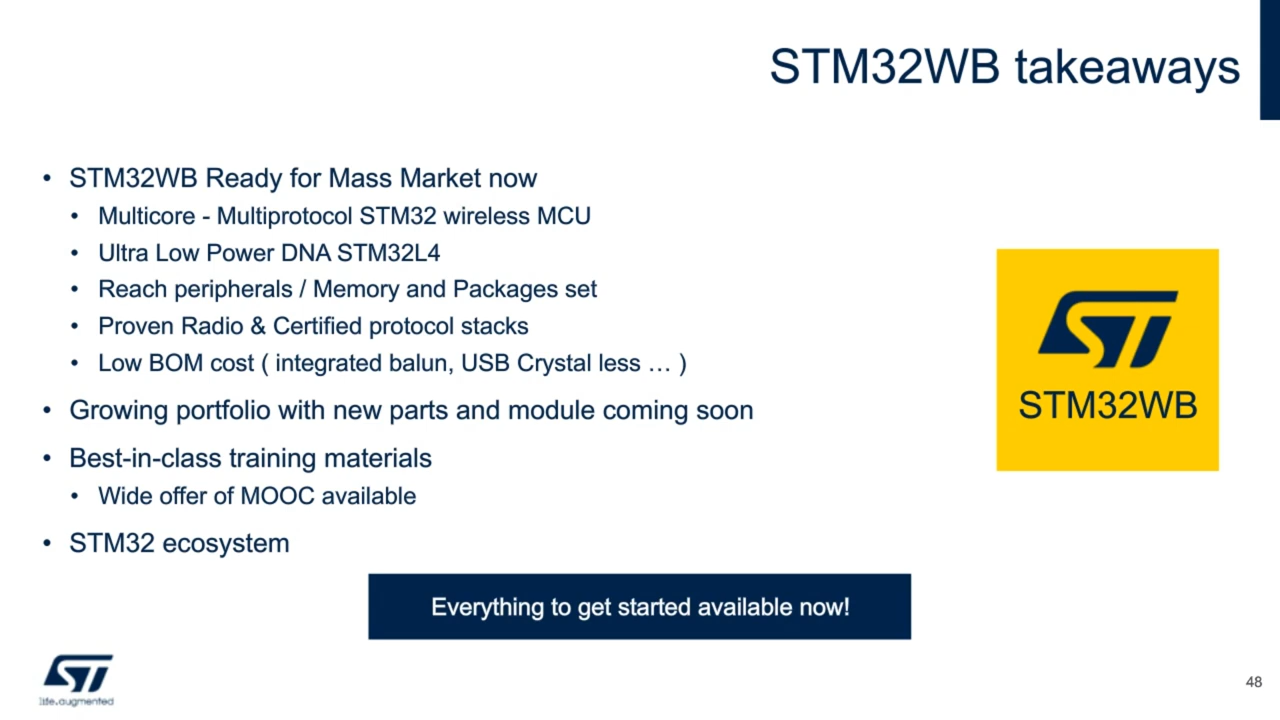 STM32WB takeaways
• STM32WB Ready for Mass Market now
• Multicore - Multiprotocol STM32 wireless MCU
• Ultra Low Power DNA STM32L4
• Reach peripherals / Memory and Packages set
• Proven Radio & Certified protocol stacks
• Low BOM cost ( integrated balun, USB Crystal less … )
• Growing portfolio with new parts and module coming soon
• Best-in-class training materials
• Wide offer of MOOC available
• STM32 ecosystem
ST
STM32WB
Everything to get started available now!
ST
life.augmented
48